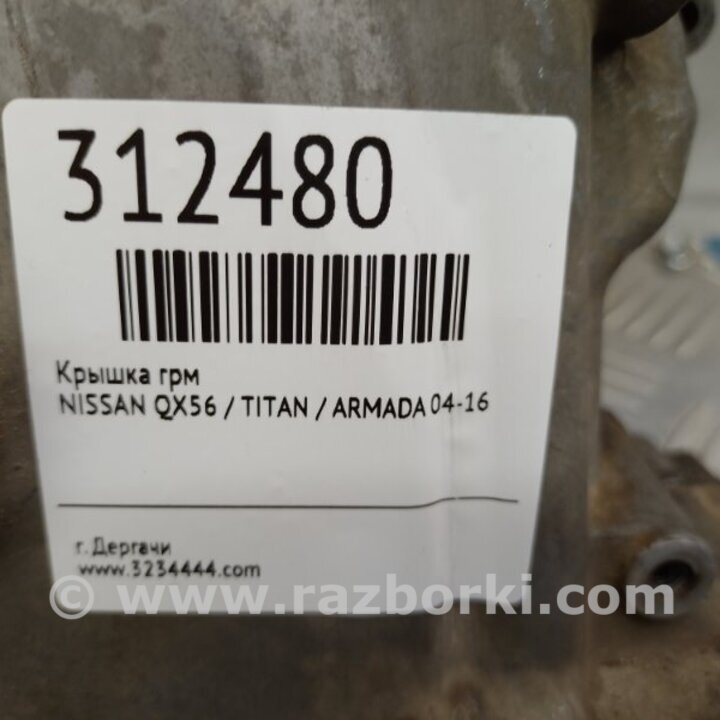 312480
Крышка грм
NISSAN QX56 / TITAN / ARMADA 04-16
г. Дергачи
www.3234444.com
© www.razborki.com